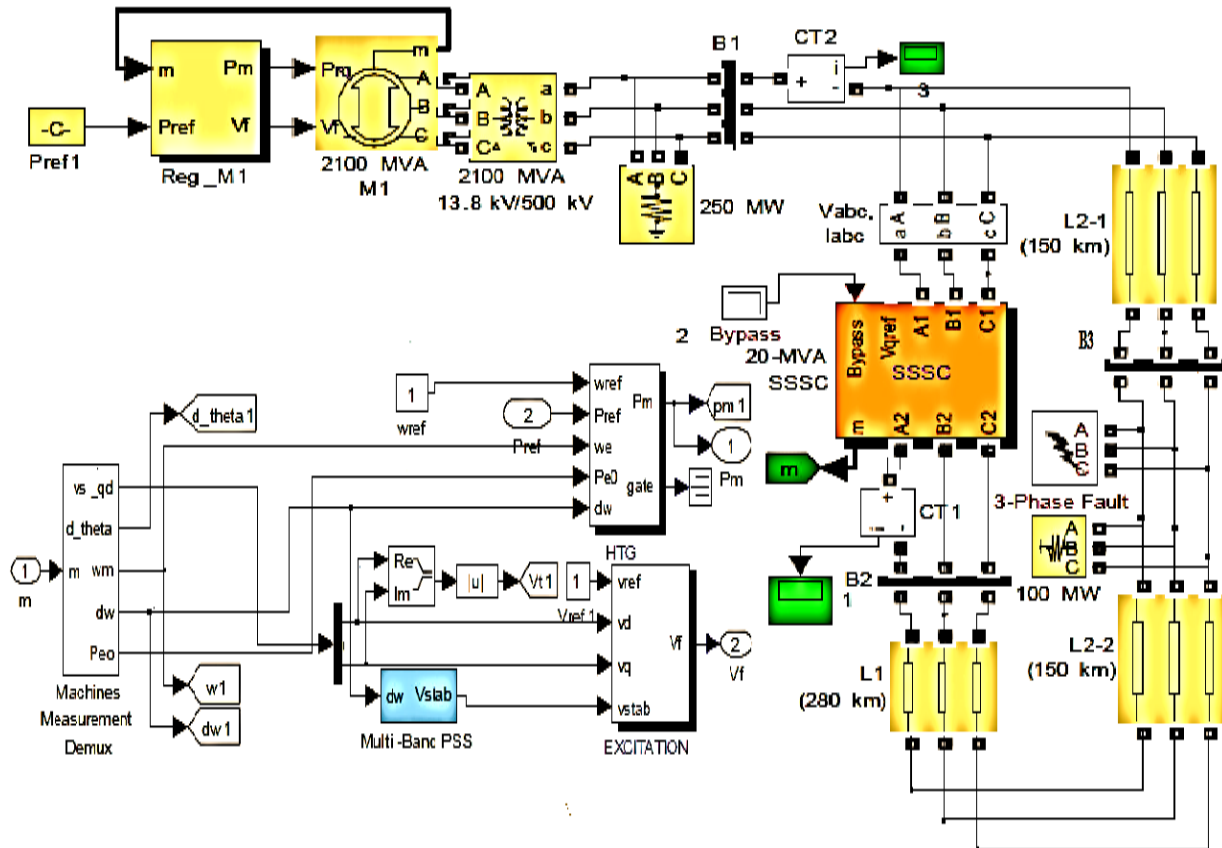 -C-
Pref1
m
Pref
Pm
Vf
Reg_M1
Pm
Vf
m
A
B
C
2100 MVA
M1
A
B
C
a
b
c
2100 MVA
13.8 kV/500 kV
A B C
250 MW
B1
CT2
+
i
-
3
Vabc.
Iabc
A B C
a b c
L2-1
(150 km)
B3
2 Bypass
20-MVA
SSSC
Bypass
Vqref
A1
B1
C1
SSSC
m
A2
B2
C2
m
+
CT1
1
B2
A
B
C
3-Phase Fault
A
B
C
100 MW
L1
(280 km)
L2-2
(150 km)
1
wref
2
Pref
wref
Pref
we
Pe0
dw
Pm
gate
HTG
pm1
1
Pm
d_theta1
1
m
m
vs_qd
d_theta
wm
dw
Peo
Machines
Measurement
Demux
w1
dw1
Re
Im
|u|
Vt1
1
Vref1
vref
vd
vq
vstab
Vf
EXCITATION
2
Vf
dw Vstab
Multi-Band PSS